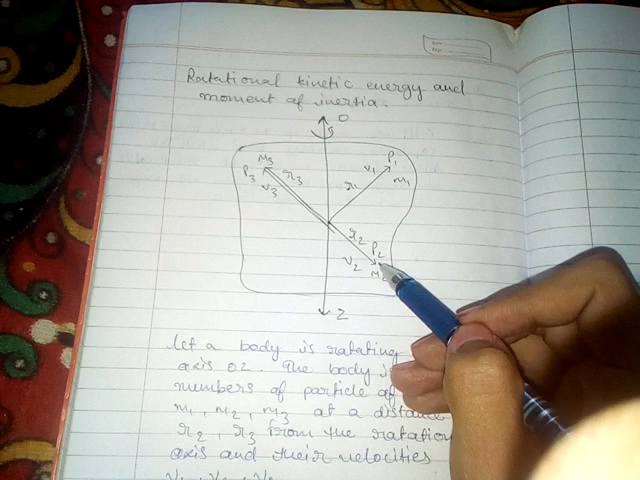 Rotational kinetic energy and
moment of inertia.
O
M3
P3
r3
v3
P1
v1
r1
m1
r2
P2
v2
M2
Z
Let a body is rotating
axis OZ. The body is
numbers of particle of
m1, m2, m3 at a distance
r2, r3 from the rotation
axis and their velocities